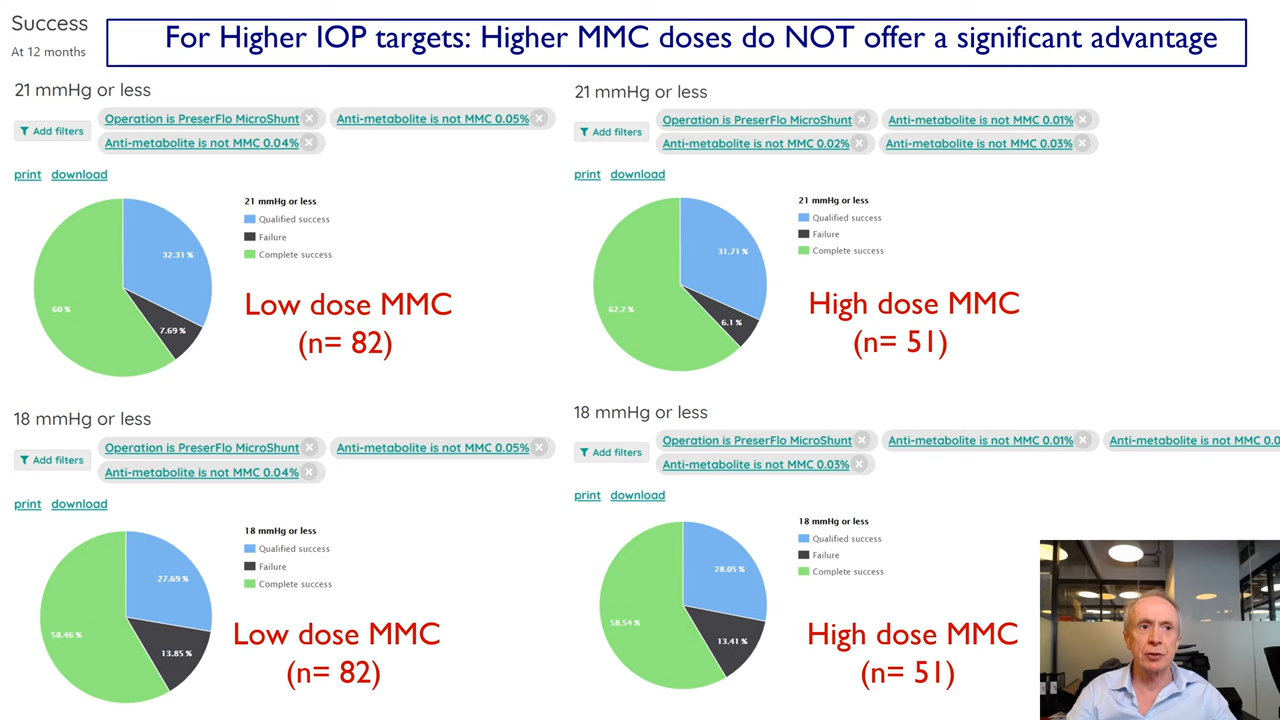 Success
At 12 months
For Higher IOP targets: Higher MMC doses do NOT offer a significant advantage
21 mmHg or less
Add filters
Operation is PreserFlo MicroShunt
Anti-metabolite is not MMC 0.05%
Anti-metabolite is not MMC 0.04%
print download
21 mmHg or less
Qualified success
Failure
Complete success
32.31 %
60 %
7.69 %
Low dose MMC
(n= 82)
21 mmHg or less
Add filters
Operation is PreserFlo MicroShunt
Anti-metabolite is not MMC 0.01%
Anti-metabolite is not MMC 0.02%
Anti-metabolite is not MMC 0.03%
print download
21 mmHg or less
Qualified success
Failure
Complete success
31.71 %
62.2 %
6.1 %
High dose MMC
(n= 51)
18 mmHg or less
Add filters
Operation is PreserFlo MicroShunt
Anti-metabolite is not MMC 0.05%
Anti-metabolite is not MMC 0.04%
print download
18 mmHg or less
Qualified success
Failure
Complete success
27.69 %
58.46 %
13.85 %
Low dose MMC
(n= 82)
18 mmHg or less
Add filters
Operation is PreserFlo MicroShunt
Anti-metabolite is not MMC 0.01%
Anti-metabolite is not MMC 0.0
Anti-metabolite is not MMC 0.03%
print download
18 mmHg or less
Qualified success
Failure
Complete success
28.05 %
58.54 %
13.41 %
High dose MMC
(n= 51)